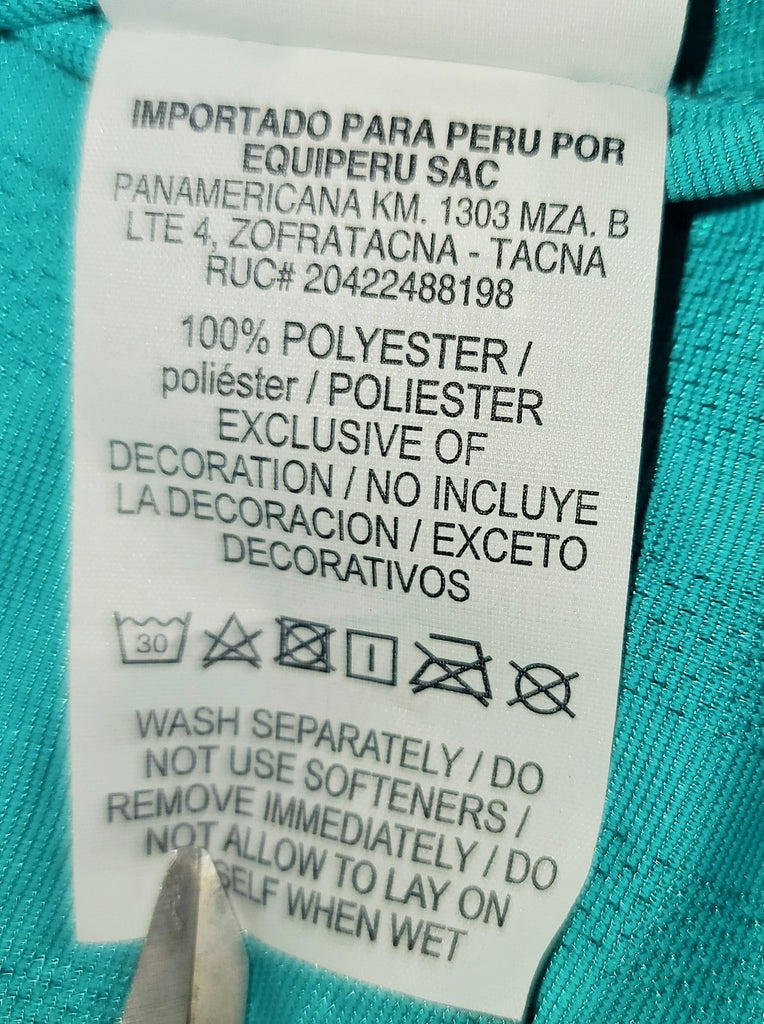 IMPORTADO PARA PERU POR
EQUIPERU SAC
PANAMERICANA KM. 1303 MZA. B
LTE 4, ZOFRATACNA - TACNA
RUC# 20422488198
100% POLYESTER /
poliéster / POLIESTER
EXCLUSIVE OF
DECORATION / NO INCLUYE
LA DECORACION / EXCETO
DECORATIVOS
30
WASH SEPARATELY / DO
NOT USE SOFTENERS /
REMOVE IMMEDIATELY / DO
NOT ALLOW TO LAY ON
SELF WHEN WET